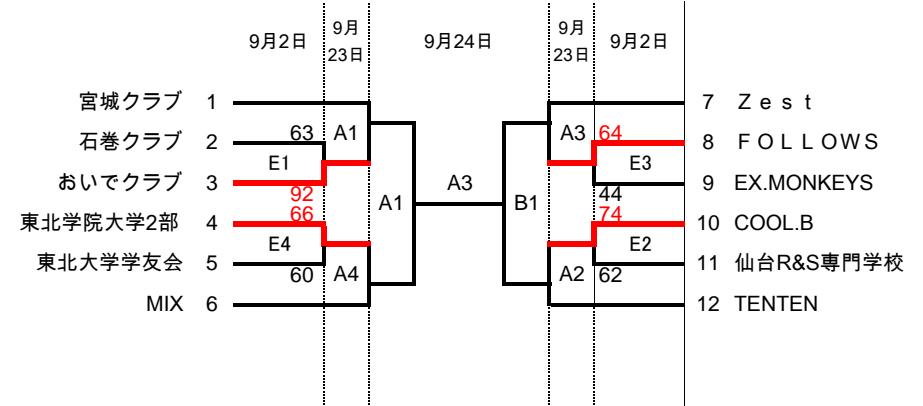 9月2日 9月23日 9月24日 9月23日 9月2日
宮城クラブ 1
7 Zest
A1
A3
石巻クラブ 2 63
64 8 FOLLOWS
E1
E3
おいでクラブ 3 92
44 9 EX.MONKEYS
A1 A3 B1
東北学院大学2部 4 66
74 10 COOL.B
E4
E2
東北大学学友会 5 60
62 11 仙台R&S専門学校
A4
A2
MIX 6
12 TENTEN